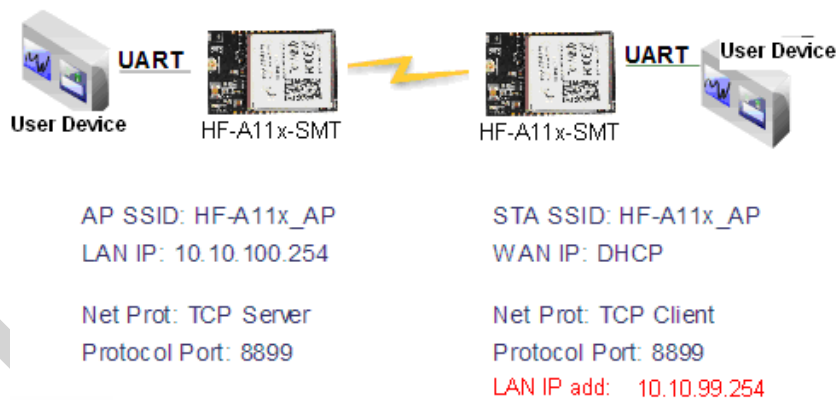 UART
User Device
HF-A11x-SMT
UART
User Device
HF-A11x-SMT
AP SSID: HF-A11x_AP
LAN IP: 10.10.100.254
Net Prot: TCP Server
Protocol Port: 8899
STA SSID: HF-A11x_AP
WAN IP: DHCP
Net Prot: TCP Client
Protocol Port: 8899
LAN IP add: 10.10.99.254